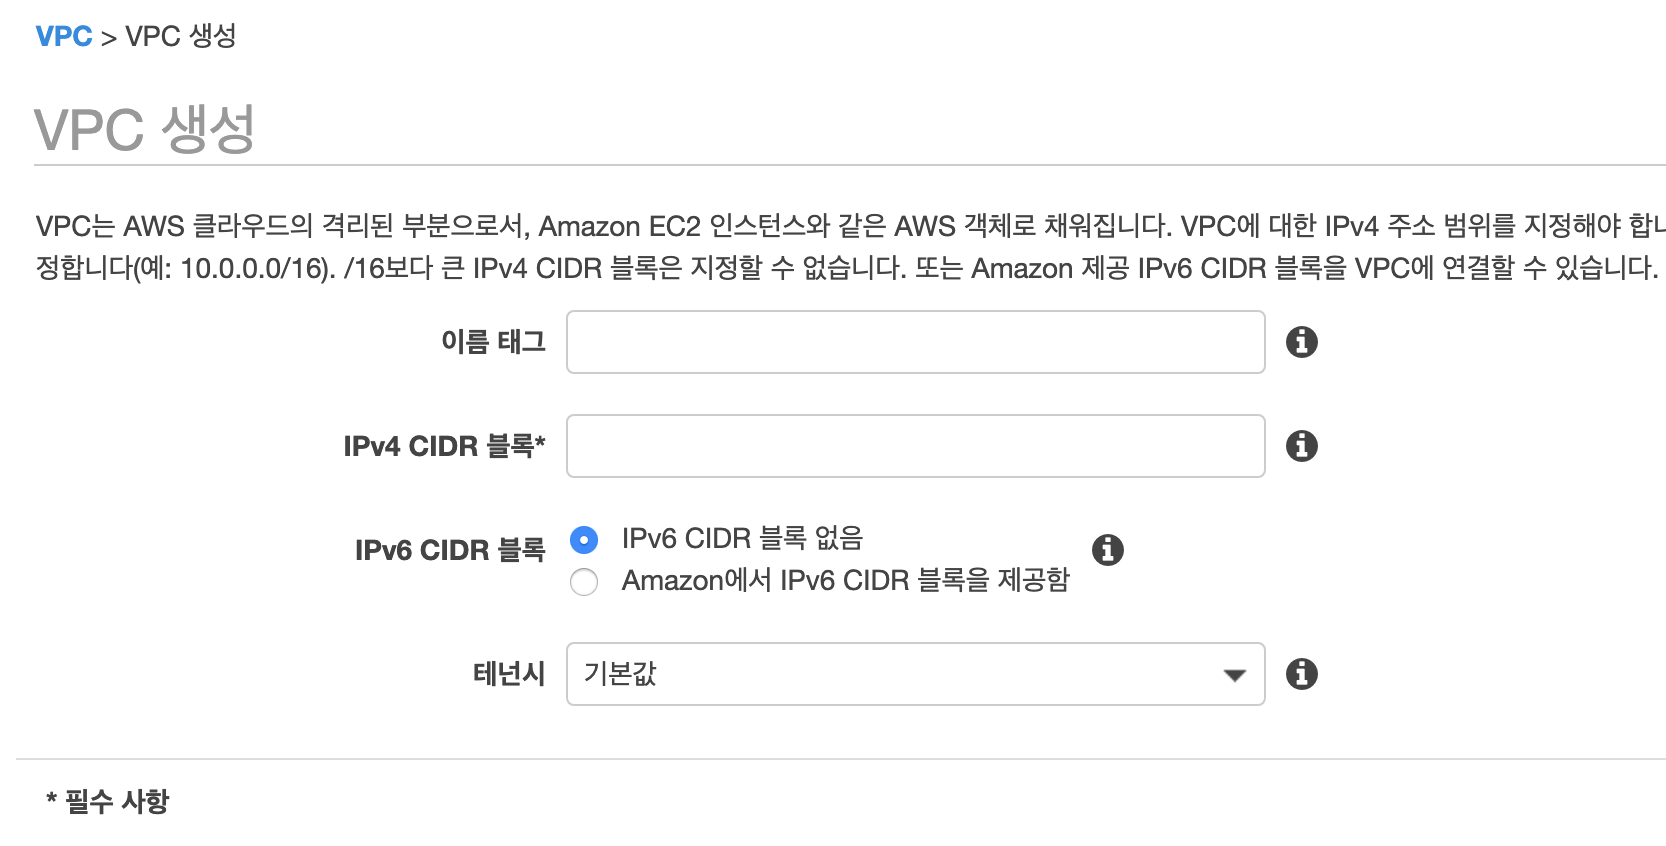 VPC > VPC 생성
VPC 생성
VPC는 AWS 클라우드의 격리된 부분으로서, Amazon EC2 인스턴스와 같은 AWS 객체로 채워집니다. VPC에 대한 IPv4 주소 범위를 지정해야
정합니다(예: 10.0.0.0/16). /16보다 큰 IPv4 CIDR 블록은 지정할 수 없습니다. 또는 Amazon 제공 IPv6 CIDR 블록을 VPC에 연결할 수 있습니다.
이름 태그
IPv4 CIDR 블록*
IPv6 CIDR 블록
IPv6 CIDR 블록 없음
Amazon에서 IPv6 CIDR 블록을 제공함
테넌시
기본값
* 필수 사항